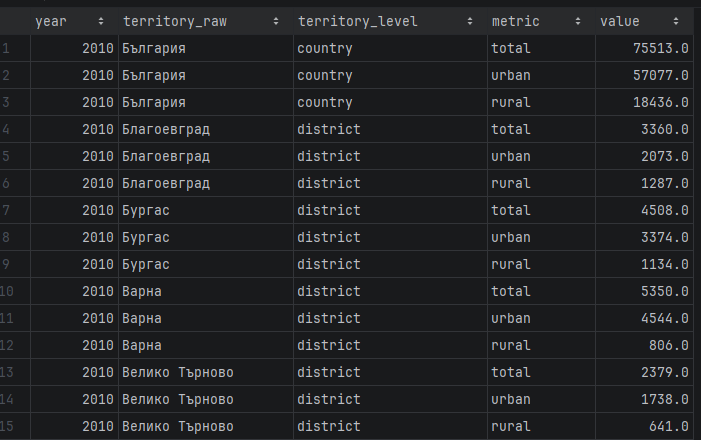 year territory_raw territory_level metric value
1 2010 България country total 75513.0
2 2010 България country urban 57077.0
3 2010 България country rural 18436.0
4 2010 Благоевград district total 3360.0
5 2010 Благоевград district urban 2073.0
6 2010 Благоевград district rural 1287.0
7 2010 Бургас district total 4508.0
8 2010 Бургас district urban 3374.0
9 2010 Бургас district rural 1134.0
10 2010 Варна district total 5350.0
11 2010 Варна district urban 4544.0
12 2010 Варна district rural 806.0
13 2010 Велико Търново district total 2379.0
14 2010 Велико Търново district urban 1738.0
15 2010 Велико Търново district rural 641.0